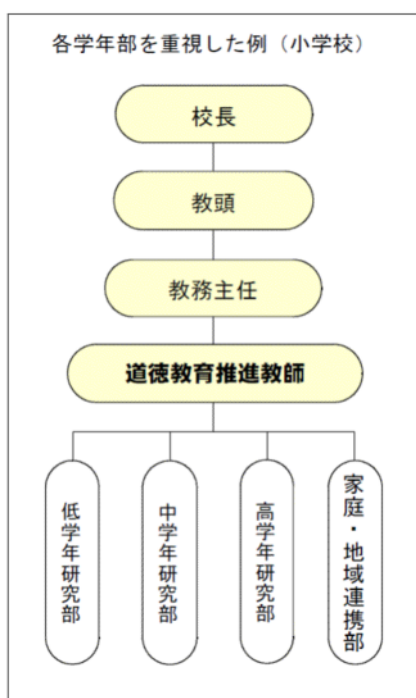 各学年部を重視した例（小学校）
校長
教頭
教務主任
道徳教育推進教師
低学年研究部
中学年研究部
高学年研究部
家庭・地域連携部